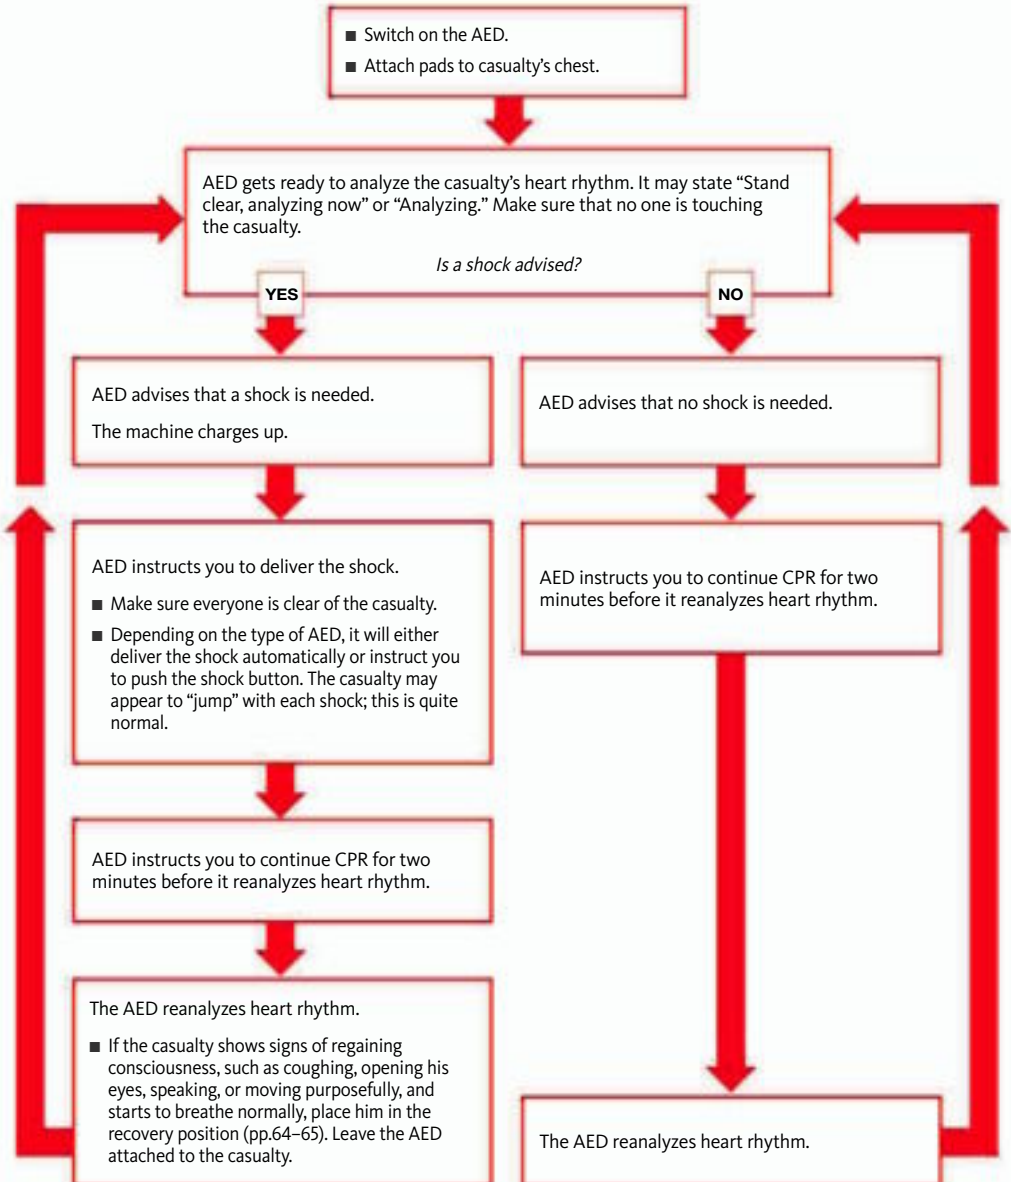 ■ Switch on the AED.
■ Attach pads to casualty's chest.
AED gets ready to analyze the casualty's heart rhythm. It may state “Stand
clear, analyzing now” or “Analyzing.” Make sure that no one is touching
the casualty.
Is a shock advised?
YES
NO
AED advises that a shock is needed.
The machine charges up.
AED advises that no shock is needed.
AED instructs you to deliver the shock.
■ Make sure everyone is clear of the casualty.
■ Depending on the type of AED, it will either
deliver the shock automatically or instruct you
to push the shock button. The casualty may
appear to “jump” with each shock; this is quite
normal.
AED instructs you to continue CPR for two
minutes before it reanalyzes heart rhythm.
AED instructs you to continue CPR for two
minutes before it reanalyzes heart rhythm.
The AED reanalyzes heart rhythm.
■ If the casualty shows signs of regaining
consciousness, such as coughing, opening his
eyes, speaking, or moving purposefully, and
starts to breathe normally, place him in the
recovery position (pp.64–65). Leave the AED
attached to the casualty.
The AED reanalyzes heart rhythm.